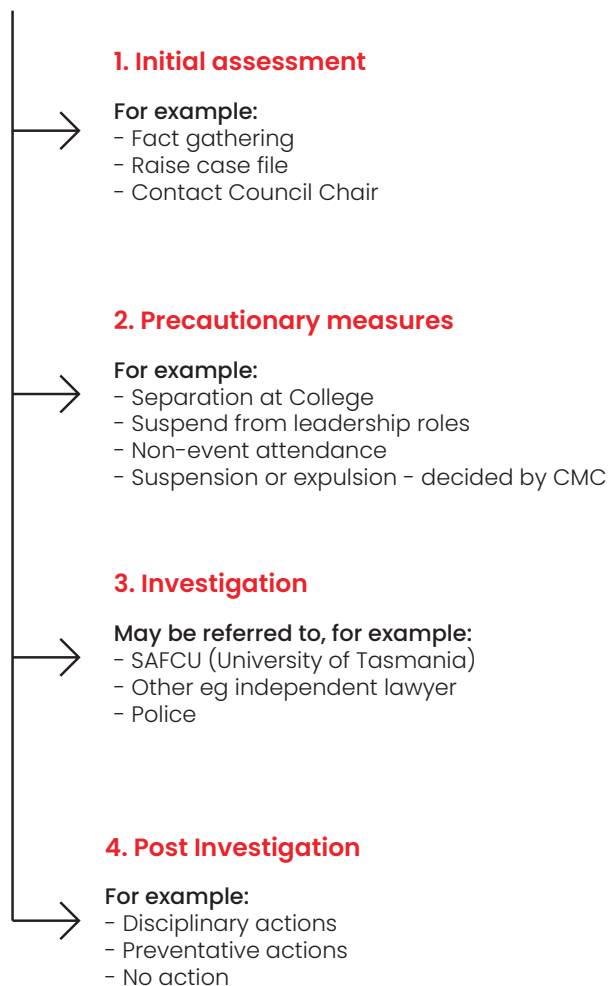 1. Initial assessment
For example:
- Fact gathering
- Raise case file
- Contact Council Chair
2. Precautionary measures
For example:
- Separation at College
- Suspend from leadership roles
- Non-event attendance
- Suspension or expulsion - decided by CMC
3. Investigation
May be referred to, for example:
- SAFCU (University of Tasmania)
- Other eg independent lawyer
- Police
4. Post Investigation
For example:
- Disciplinary actions
- Preventative actions
- No action